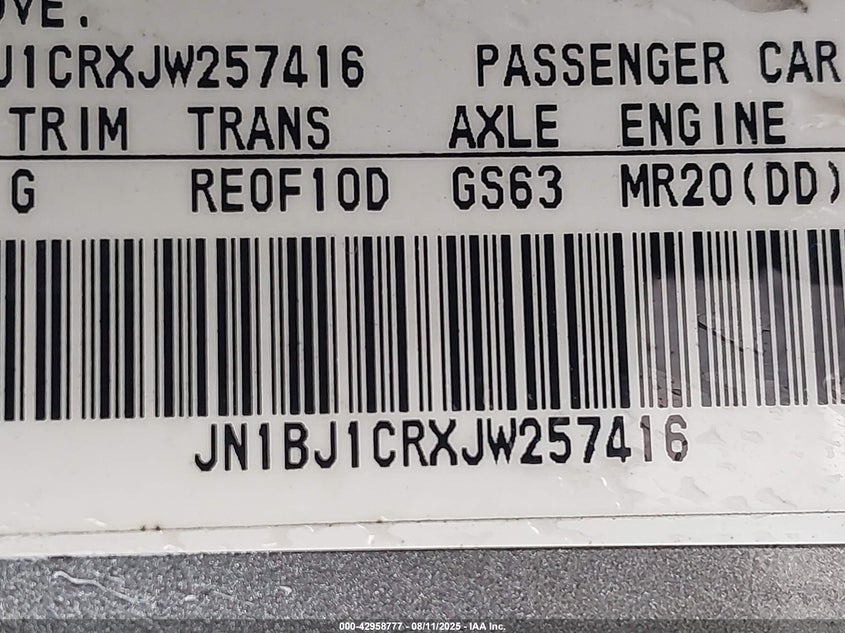 OVE.
J1CRXJW257416 PASSENGER CAR
TRIM TRANS AXLE ENGINE
G RE0F10D GS63 MR20(DD)
JN1BJ1CRXJW257416
000-42958777 - 08/11/2025 - IAA Inc.